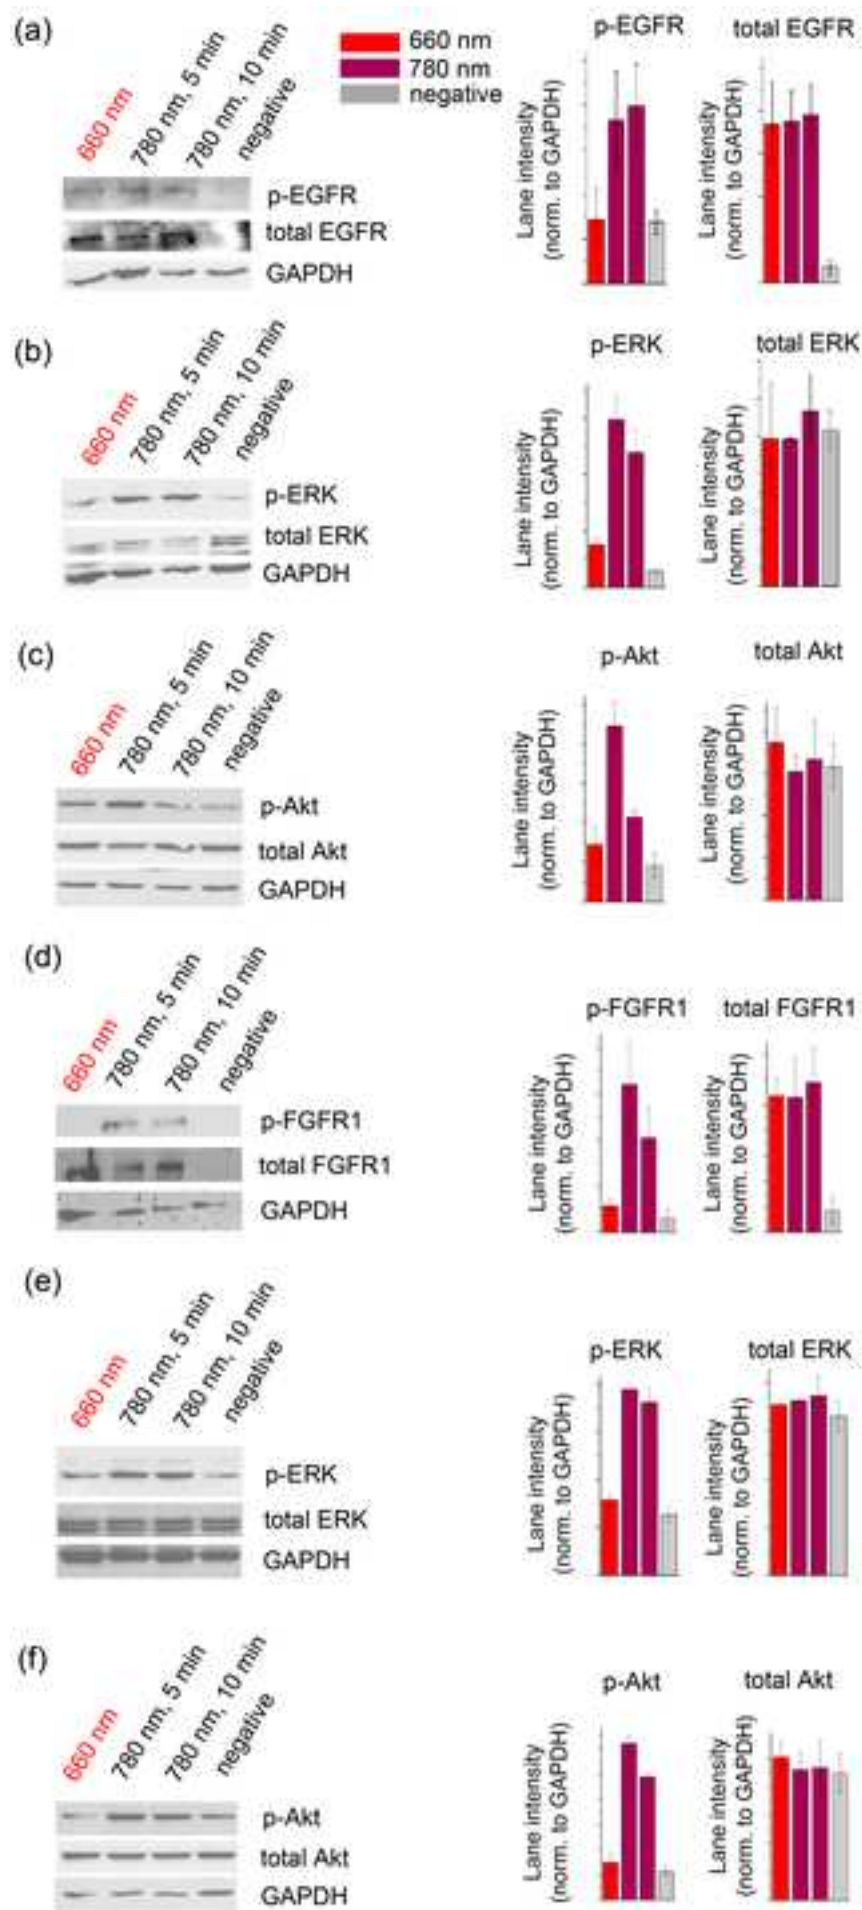 (a)
660 nm
780 nm, 5 min
780 nm, 10 min
negative
p-EGFR
total EGFR
GAPDH
660 nm
780 nm
negative
p-EGFR
total EGFR
Lane intensity
(norm. to GAPDH)
Lane intensity
(norm. to GAPDH)
(b)
660 nm
780 nm, 5 min
780 nm, 10 min
negative
p-ERK
total ERK
GAPDH
p-ERK
total ERK
Lane intensity
(norm. to GAPDH)
Lane intensity
(norm. to GAPDH)
(c)
660 nm
780 nm, 5 min
780 nm, 10 min
negative
p-Akt
total Akt
GAPDH
p-Akt
total Akt
Lane intensity
(norm. to GAPDH)
Lane intensity
(norm. to GAPDH)
(d)
660 nm
780 nm, 5 min
780 nm, 10 min
negative
p-FGFR1
total FGFR1
GAPDH
p-FGFR1
total FGFR1
Lane intensity
(norm. to GAPDH)
Lane intensity
(norm. to GAPDH)
(e)
660 nm
780 nm, 5 min
780 nm, 10 min
negative
p-ERK
total ERK
GAPDH
p-ERK
total ERK
Lane intensity
(norm. to GAPDH)
Lane intensity
(norm. to GAPDH)
(f)
660 nm
780 nm, 5 min
780 nm, 10 min
negative
p-Akt
total Akt
GAPDH
p-Akt
total Akt
Lane intensity
(norm. to GAPDH)
Lane intensity
(norm. to GAPDH)